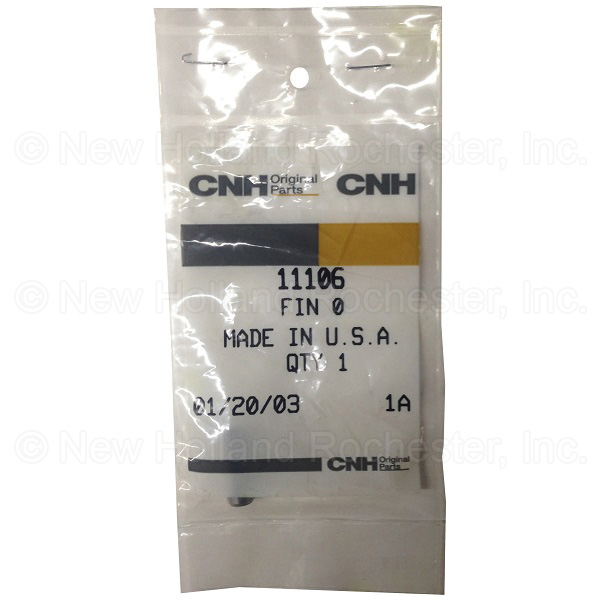 © New Holland Rochester, Inc.
CNH Original Parts CNH
11106
© New Holland Rochester, Inc.
FIN 0
MADE IN U.S.A.
QTY 1
01/20/03 1A
© New Holland Rochester, Inc.
CNH Original Parts